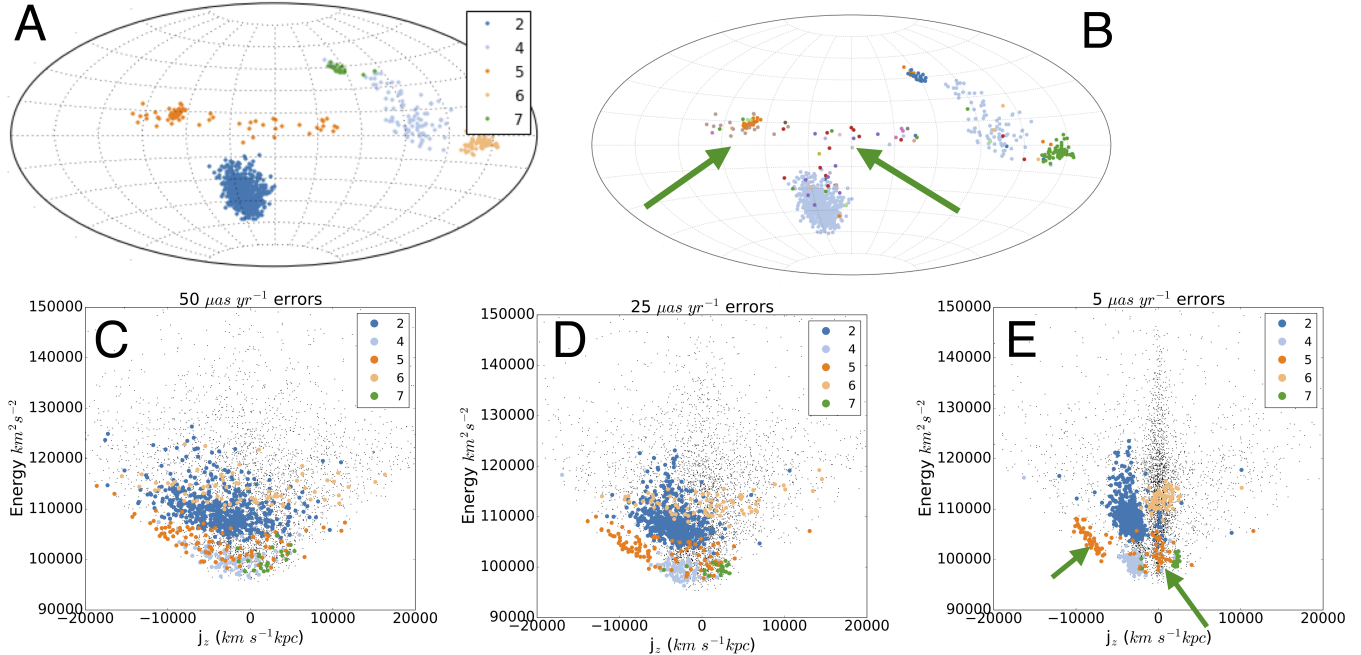 A
2
4
5
6
7
B
50 μas yr⁻¹ errors
C
2
4
5
6
7
150000
140000
130000
120000
110000
100000
90000
Energy km²s⁻²
−20000 −10000 0 10000 20000
j_z (km s⁻¹kpc)
25 μas yr⁻¹ errors
D
2
4
5
6
7
150000
140000
130000
120000
110000
100000
90000
Energy km²s⁻²
−20000 −10000 0 10000 20000
j_z (km s⁻¹kpc)
5 μas yr⁻¹ errors
E
2
4
5
6
7
150000
140000
130000
120000
110000
100000
90000
Energy km²s⁻²
−20000 −10000 0 10000 20000
j_z (km s⁻¹kpc)